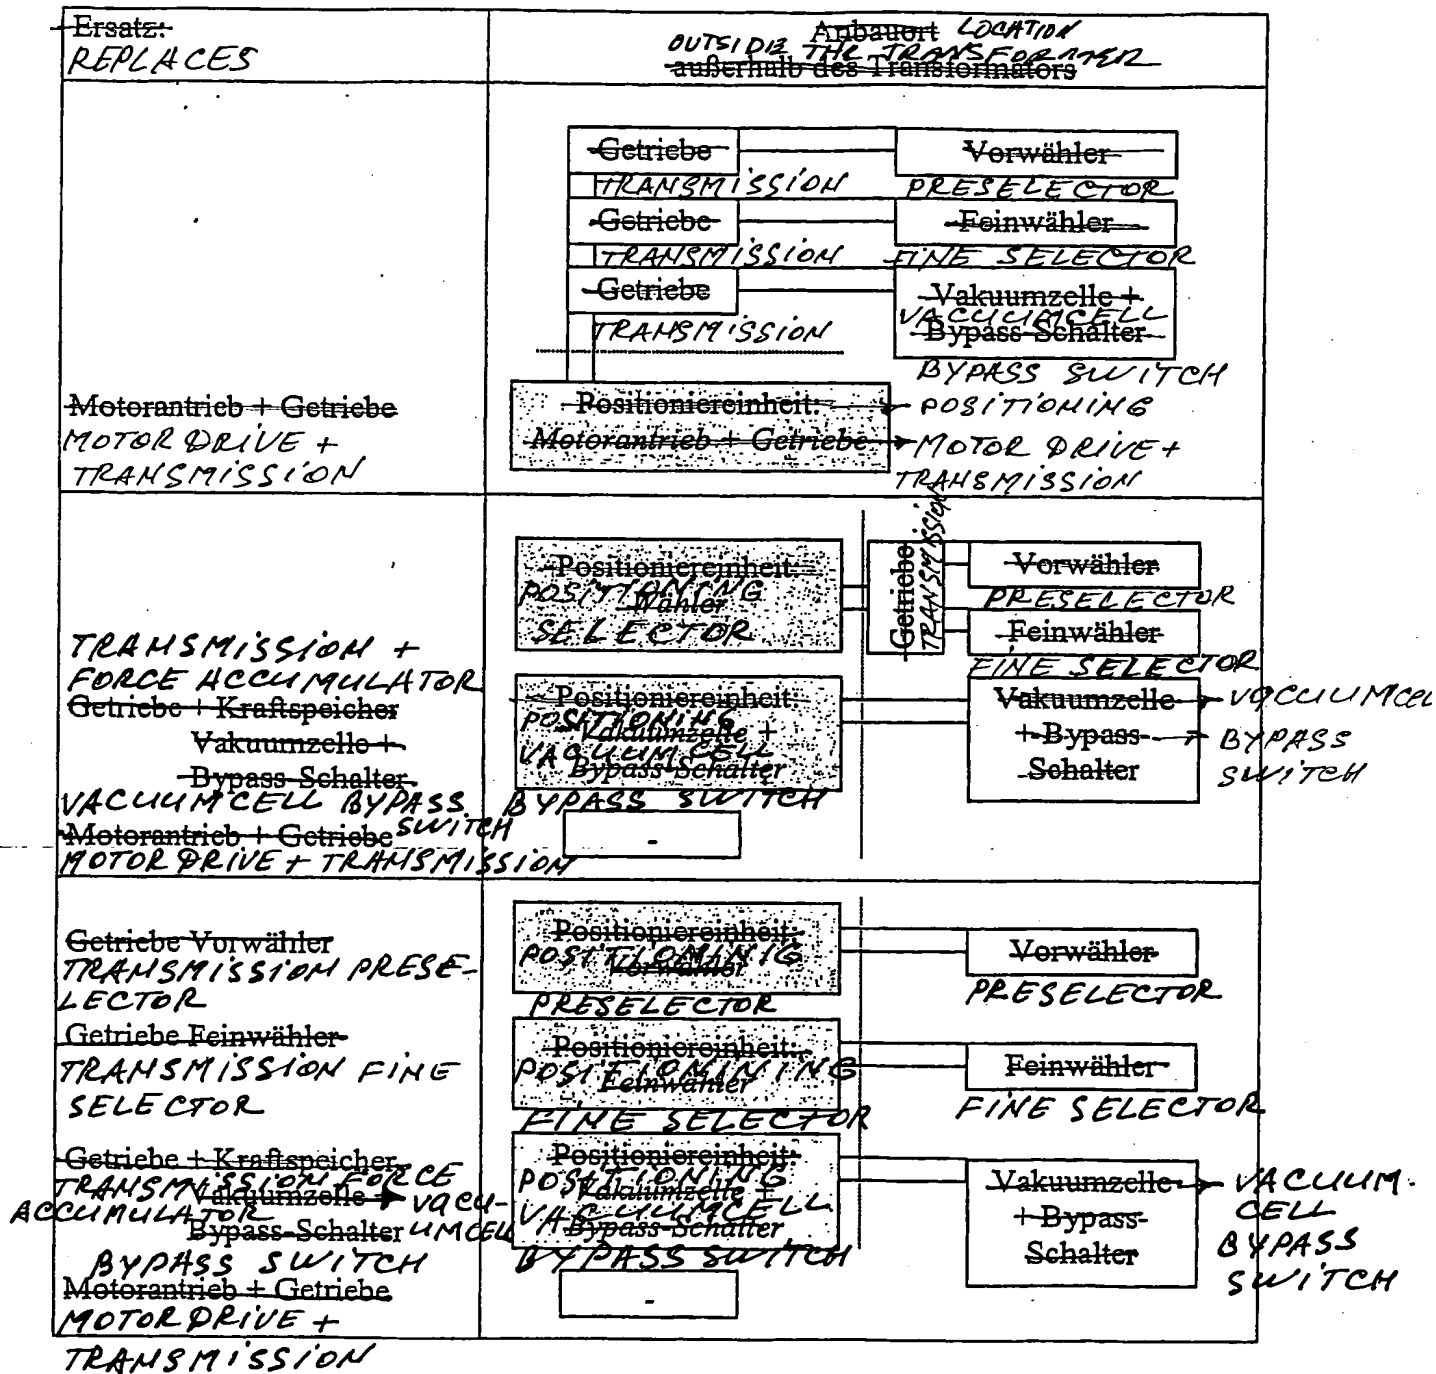 Ersatz:
REPLACES
Anbauort LOCATION
OUTSIDE THE TRANSFORMER
außerhalb des Transformators
Getriebe
Vorwähler
TRANSMISSION
PRESELECTOR
Getriebe
Feinwähler
TRANSMISSION
FINE SELECTOR
Getriebe
Vakuumzelle +
VACUUMCELL
Bypass-Schalter
TRANSMISSION
BYPASS SWITCH
Motorantrieb + Getriebe
MOTOR DRIVE +
TRANSMISSION
Positioniereinheit:
POSITIONING
Motorantrieb + Getriebe
MOTOR DRIVE +
TRANSMISSION
TRANSMISSION +
FORCE ACCUMULATOR
Getriebe + Kraftspeicher
Vakuumzelle +
Bypass-Schalter
VACUUMCELL BYPASS
SWITCH
Motorantrieb + Getriebe
MOTOR DRIVE + TRANSMISSION
Positioniereinheit:
POSITIONING
Wähler
SELECTOR
Getriebe
TRANSMISSION
Vorwähler
PRESELECTOR
Feinwähler
FINE SELECTOR
Positioniereinheit:
POSITIONING
Vakuumzelle +
VACUUMCELL
Bypass-Schalter
BYPASS SWITCH
-
Vakuumzelle
VACUUMCELL
+ Bypass-
BYPASS
Schalter
SWITCH
Getriebe Vorwähler
TRANSMISSION PRESE-
LECTOR
Getriebe Feinwähler
TRANSMISSION FINE
SELECTOR
Getriebe + Kraftspeicher
TRANSMISSION FORCE
ACCUMULATOR
Vakuumzelle +
VACU-
UMCELL
Bypass-Schalter
BYPASS SWITCH
Motorantrieb + Getriebe
MOTOR DRIVE +
TRANSMISSION
Positioniereinheit:
POSITIOMINIG
Vorwähler
PRESELECTOR
Vorwähler
PRESELECTOR
Positioniereinheit:
POSITIONINING
Feinwähler
FINE SELECTOR
Feinwähler
FINE SELECTOR
Positioniereinheit:
POSITIONING
Vakuumzelle +
VACUUMCELL
Bypass-Schalter
BYPASS SWITCH
-
Vakuumzelle
VACUUM-
CELL
+ Bypass-
BYPASS
Schalter
SWITCH